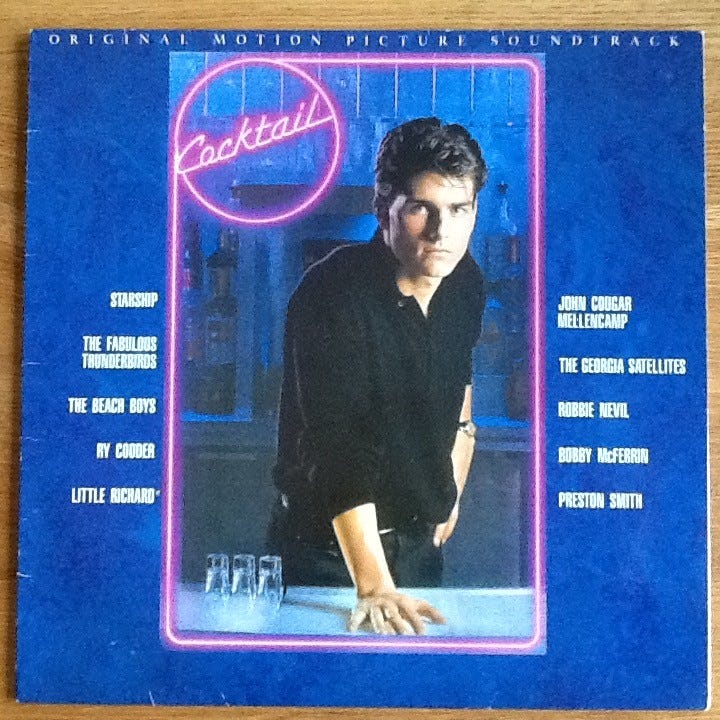 ORIGINAL MOTION PICTURE SOUNDTRACK
Cocktail
STARSHIP
THE FABULOUS
THUNDERBIRDS
THE BEACH BOYS
RY COODER
LITTLE RICHARD*
JOHN COUGAR
MELLENCAMP
THE GEORGIA SATELLITES
ROBBIE NEVIL
BOBBY McFERRIN
PRESTON SMITH